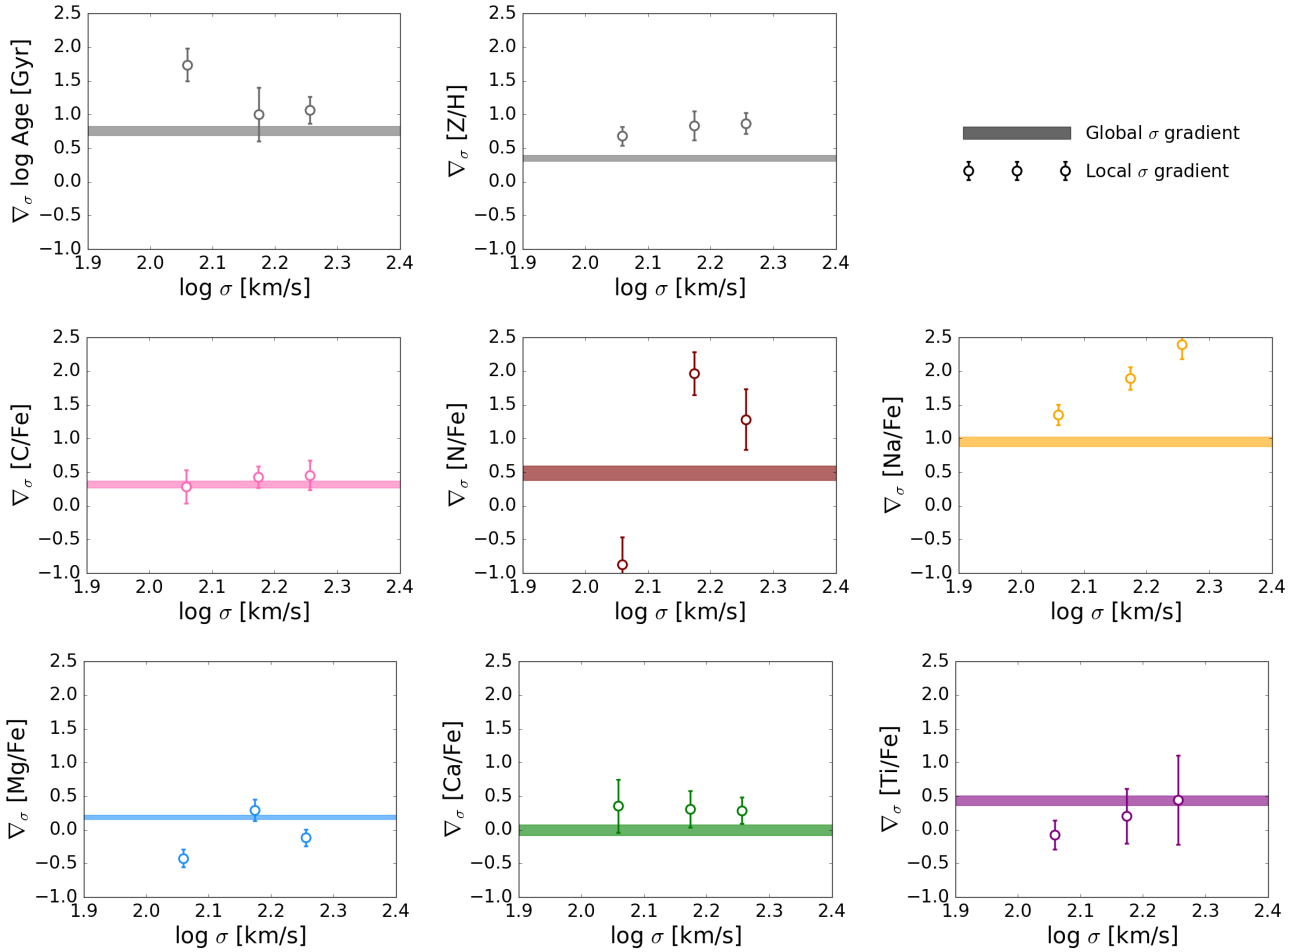 ∇σ log Age [Gyr]
2.5
2.0
1.5
1.0
0.5
0.0
−0.5
−1.0
1.9 2.0 2.1 2.2 2.3 2.4
log σ [km/s]
∇σ [Z/H]
2.5
2.0
1.5
1.0
0.5
0.0
−0.5
−1.0
1.9 2.0 2.1 2.2 2.3 2.4
log σ [km/s]
Global σ gradient
Local σ gradient
∇σ [C/Fe]
2.5
2.0
1.5
1.0
0.5
0.0
−0.5
−1.0
1.9 2.0 2.1 2.2 2.3 2.4
log σ [km/s]
∇σ [N/Fe]
2.5
2.0
1.5
1.0
0.5
0.0
−0.5
−1.0
1.9 2.0 2.1 2.2 2.3 2.4
log σ [km/s]
∇σ [Na/Fe]
2.5
2.0
1.5
1.0
0.5
0.0
−0.5
−1.0
1.9 2.0 2.1 2.2 2.3 2.4
log σ [km/s]
∇σ [Mg/Fe]
2.5
2.0
1.5
1.0
0.5
0.0
−0.5
−1.0
1.9 2.0 2.1 2.2 2.3 2.4
log σ [km/s]
∇σ [Ca/Fe]
2.5
2.0
1.5
1.0
0.5
0.0
−0.5
−1.0
1.9 2.0 2.1 2.2 2.3 2.4
log σ [km/s]
∇σ [Ti/Fe]
2.5
2.0
1.5
1.0
0.5
0.0
−0.5
−1.0
1.9 2.0 2.1 2.2 2.3 2.4
log σ [km/s]